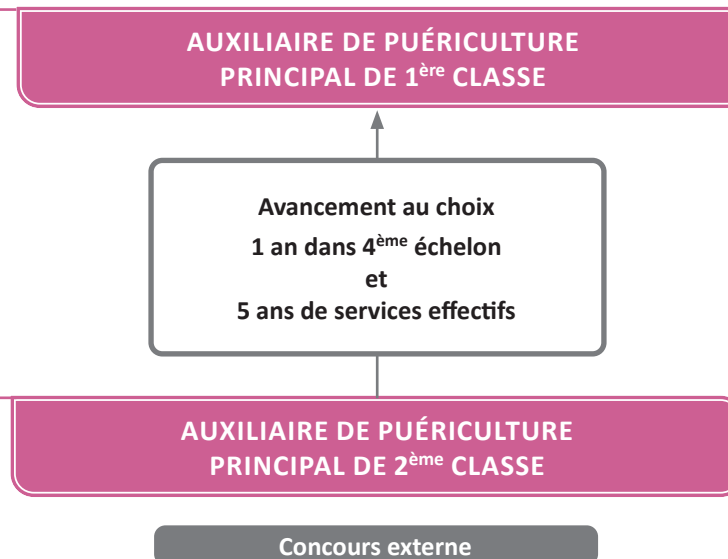 AUXILIAIRE DE PUÉRICULTURE
PRINCIPAL DE 1ère CLASSE
Avancement au choix
1 an dans 4ème échelon
et
5 ans de services effectifs
AUXILIAIRE DE PUÉRICULTURE
PRINCIPAL DE 2ème CLASSE
Concours externe